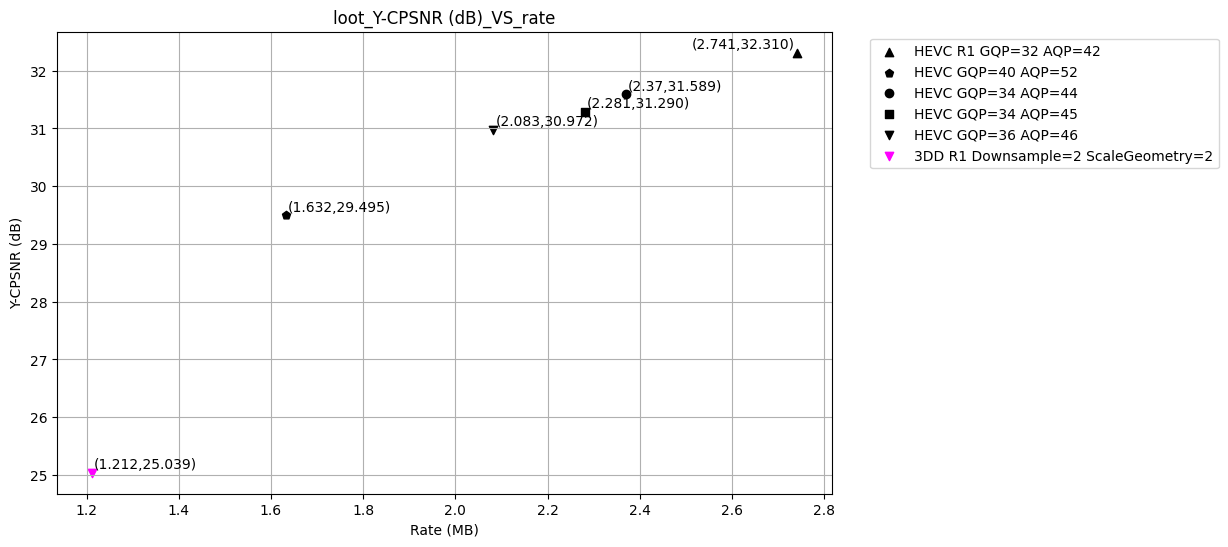 loot_Y-CPSNR (dB)_VS_rate
(2.741,32.310)
(2.37,31.589)
(2.281,31.290)
(2.083,30.972)
(1.632,29.495)
(1.212,25.039)
32
31
30
29
28
27
26
25
Y-CPSNR (dB)
1.2 1.4 1.6 1.8 2.0 2.2 2.4 2.6 2.8
Rate (MB)
HEVC R1 GQP=32 AQP=42
HEVC GQP=40 AQP=52
HEVC GQP=34 AQP=44
HEVC GQP=34 AQP=45
HEVC GQP=36 AQP=46
3DD R1 Downsample=2 ScaleGeometry=2